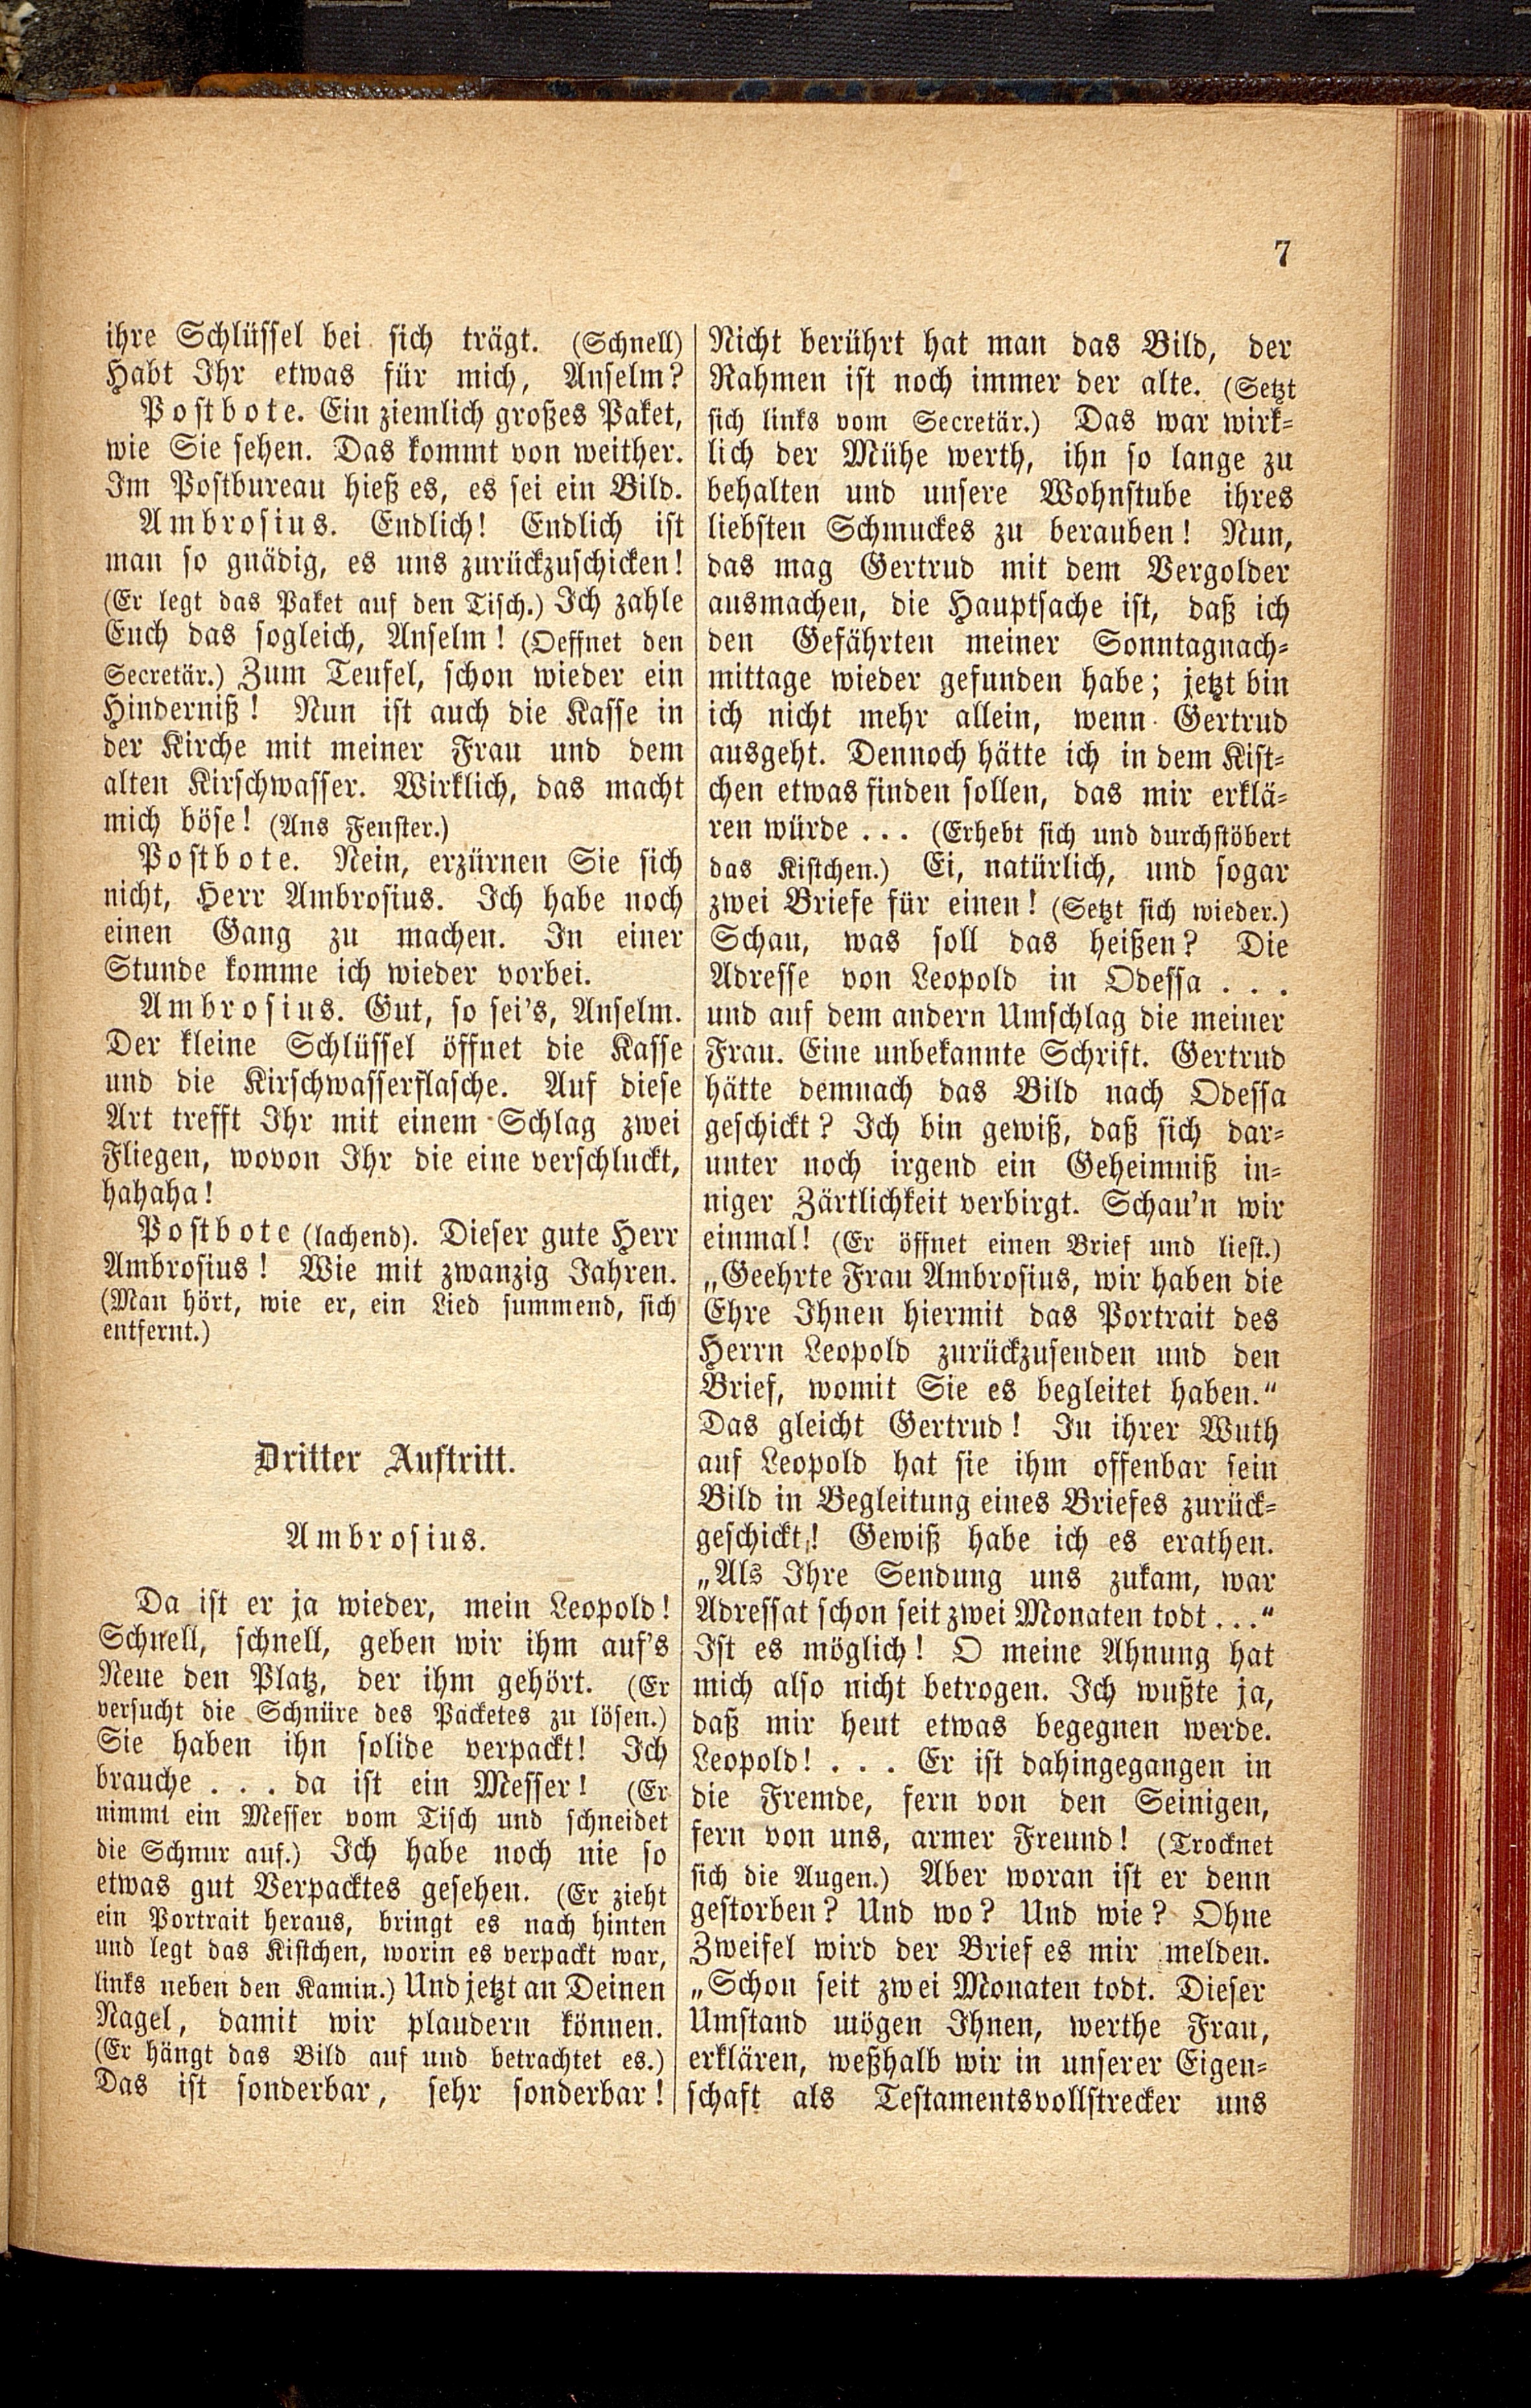 7
ihre Schlüssel bei sich trägt. (Schnell)
Habt Ihr etwas für mich, Anselm?
Postbote. Ein ziemlich großes Paket,
wie Sie sehen. Das kommt von weither.
Im Postbureau hieß es, es sei ein Bild.
Ambrosius. Endlich! Endlich ist
man so gnädig, es uns zurückzuschicken!
(Er legt das Paket auf den Tisch.) Ich zahle
Euch das sogleich, Anselm! (Oeffnet den
Secretär.) Zum Teufel, schon wieder ein
Hinderniß! Nun ist auch die Kasse in
der Kirche mit meiner Frau und dem
alten Kirschwasser. Wirklich, das macht
mich böse! (Ans Fenster.)
Postbote. Nein, erzürnen Sie sich
nicht, Herr Ambrosius. Ich habe noch
einen Gang zu machen. In einer
Stunde komme ich wieder vorbei.
Ambrosius. Gut, so sei's, Anselm.
Der kleine Schlüssel öffnet die Kasse
und die Kirschwasserflasche. Auf diese
Art trefft Ihr mit einem Schlag zwei
Fliegen, wovon Ihr die eine verschluckt,
hahaha!
Postbote (lachend). Dieser gute Herr
Ambrosius! Wie mit zwanzig Jahren.
(Man hört, wie er, ein Lied summend, sich
entfernt.)
Dritter Auftritt.
Ambrosius.
Da ist er ja wieder, mein Leopold!
Schnell, schnell, geben wir ihm auf's
Neue den Platz, der ihm gehört. (Er
versucht die Schnüre des Packetes zu lösen.)
Sie haben ihn solide verpackt! Ich
brauche . . . da ist ein Messer! (Er
nimmt ein Messer vom Tisch und schneidet
die Schnur auf.) Ich habe noch nie so
etwas gut Verpacktes gesehen. (Er zieht
ein Portrait heraus, bringt es nach hinten
und legt das Kistchen, worin es verpackt war,
links neben den Kamin.) Und jetzt an Deinen
Nagel, damit wir plaudern können.
(Er hängt das Bild auf und betrachtet es.)
Das ist sonderbar, sehr sonderbar!
Nicht berührt hat man das Bild, der
Rahmen ist noch immer der alte. (Setzt
sich links vom Secretär.) Das war wirk-
lich der Mühe werth, ihn so lange zu
behalten und unsere Wohnstube ihres
liebsten Schmuckes zu berauben! Nun,
das mag Gertrud mit dem Vergolder
ausmachen, die Hauptsache ist, daß ich
den Gefährten meiner Sonntagnach-
mittage wieder gefunden habe; jetzt bin
ich nicht mehr allein, wenn Gertrud
ausgeht. Dennoch hätte ich in dem Kist-
chen etwas finden sollen, das mir erklä-
ren würde . . . (Erhebt sich und durchstöbert
das Kistchen.) Ei, natürlich, und sogar
zwei Briefe für einen! (Setzt sich wieder.)
Schau, was soll das heißen? Die
Adresse von Leopold in Odessa . . .
und auf dem andern Umschlag die meiner
Frau. Eine unbekannte Schrift. Gertrud
hätte demnach das Bild nach Odessa
geschickt? Ich bin gewiß, daß sich dar-
unter noch irgend ein Geheimniß in-
niger Zärtlichkeit verbirgt. Schau'n wir
einmal! (Er öffnet einen Brief und liest.)
„Geehrte Frau Ambrosius, wir haben die
Ehre Ihnen hiermit das Portrait des
Herrn Leopold zurückzusenden und den
Brief, womit Sie es begleitet haben."
Das gleicht Gertrud! In ihrer Wuth
auf Leopold hat sie ihm offenbar sein
Bild in Begleitung eines Briefes zurück-
geschickt! Gewiß habe ich es erathen.
„Als Ihre Sendung uns zukam, war
Adressat schon seit zwei Monaten todt . . ."
Ist es möglich! O meine Ahnung hat
mich also nicht betrogen. Ich wußte ja,
daß mir heut etwas begegnen werde.
Leopold! . . . Er ist dahingegangen in
die Fremde, fern von den Seinigen,
fern von uns, armer Freund! (Trocknet
sich die Augen.) Aber woran ist er denn
gestorben? Und wo? Und wie? Ohne
Zweifel wird der Brief es mir melden.
„Schon seit zwei Monaten todt. Dieser
Umstand mögen Ihnen, werthe Frau,
erklären, weßhalb wir in unserer Eigen-
schaft als Testamentsvollstrecker uns